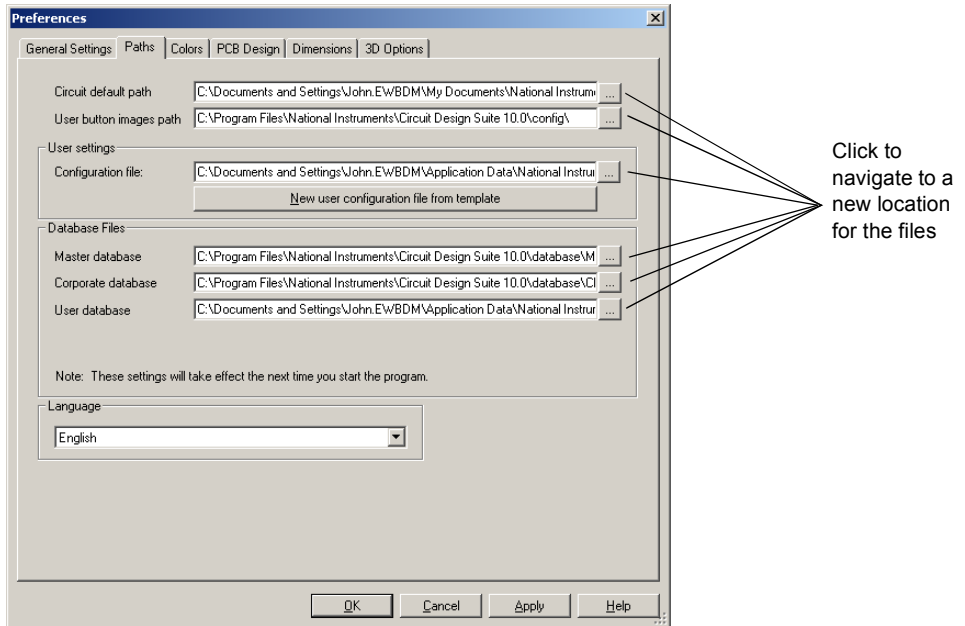 Preferences
General Settings Paths Colors PCB Design Dimensions 3D Options
Circuit default path C:\Documents and Settings\John.EWBDM\My Documents\National Instrum ...
User button images path C:\Program Files\National Instruments\Circuit Design Suite 10.0\config\ ...
User settings
Configuration file: C:\Documents and Settings\John.EWBDM\Application Data\National Instrur ...
New user configuration file from template
Database Files
Master database C:\Program Files\National Instruments\Circuit Design Suite 10.0\database\M ...
Corporate database C:\Program Files\National Instruments\Circuit Design Suite 10.0\database\Cl ...
User database C:\Documents and Settings\John.EWBDM\Application Data\National Instrur ...
Note: These settings will take effect the next time you start the program.
Language
English
OK Cancel Apply Help
Click to
navigate to a
new location
for the files